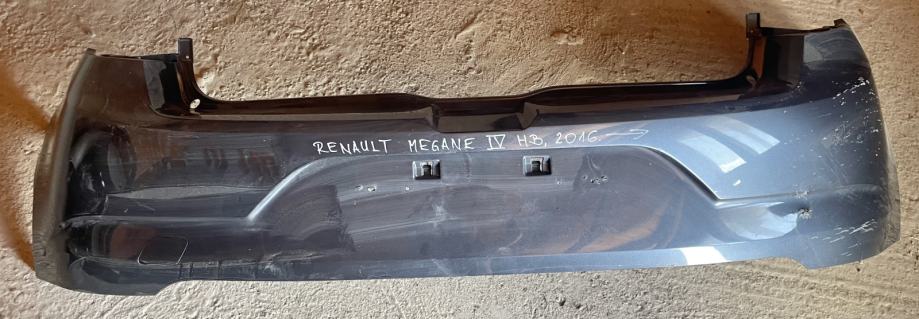 RENAULT MEGANE IV HB, 2016 →